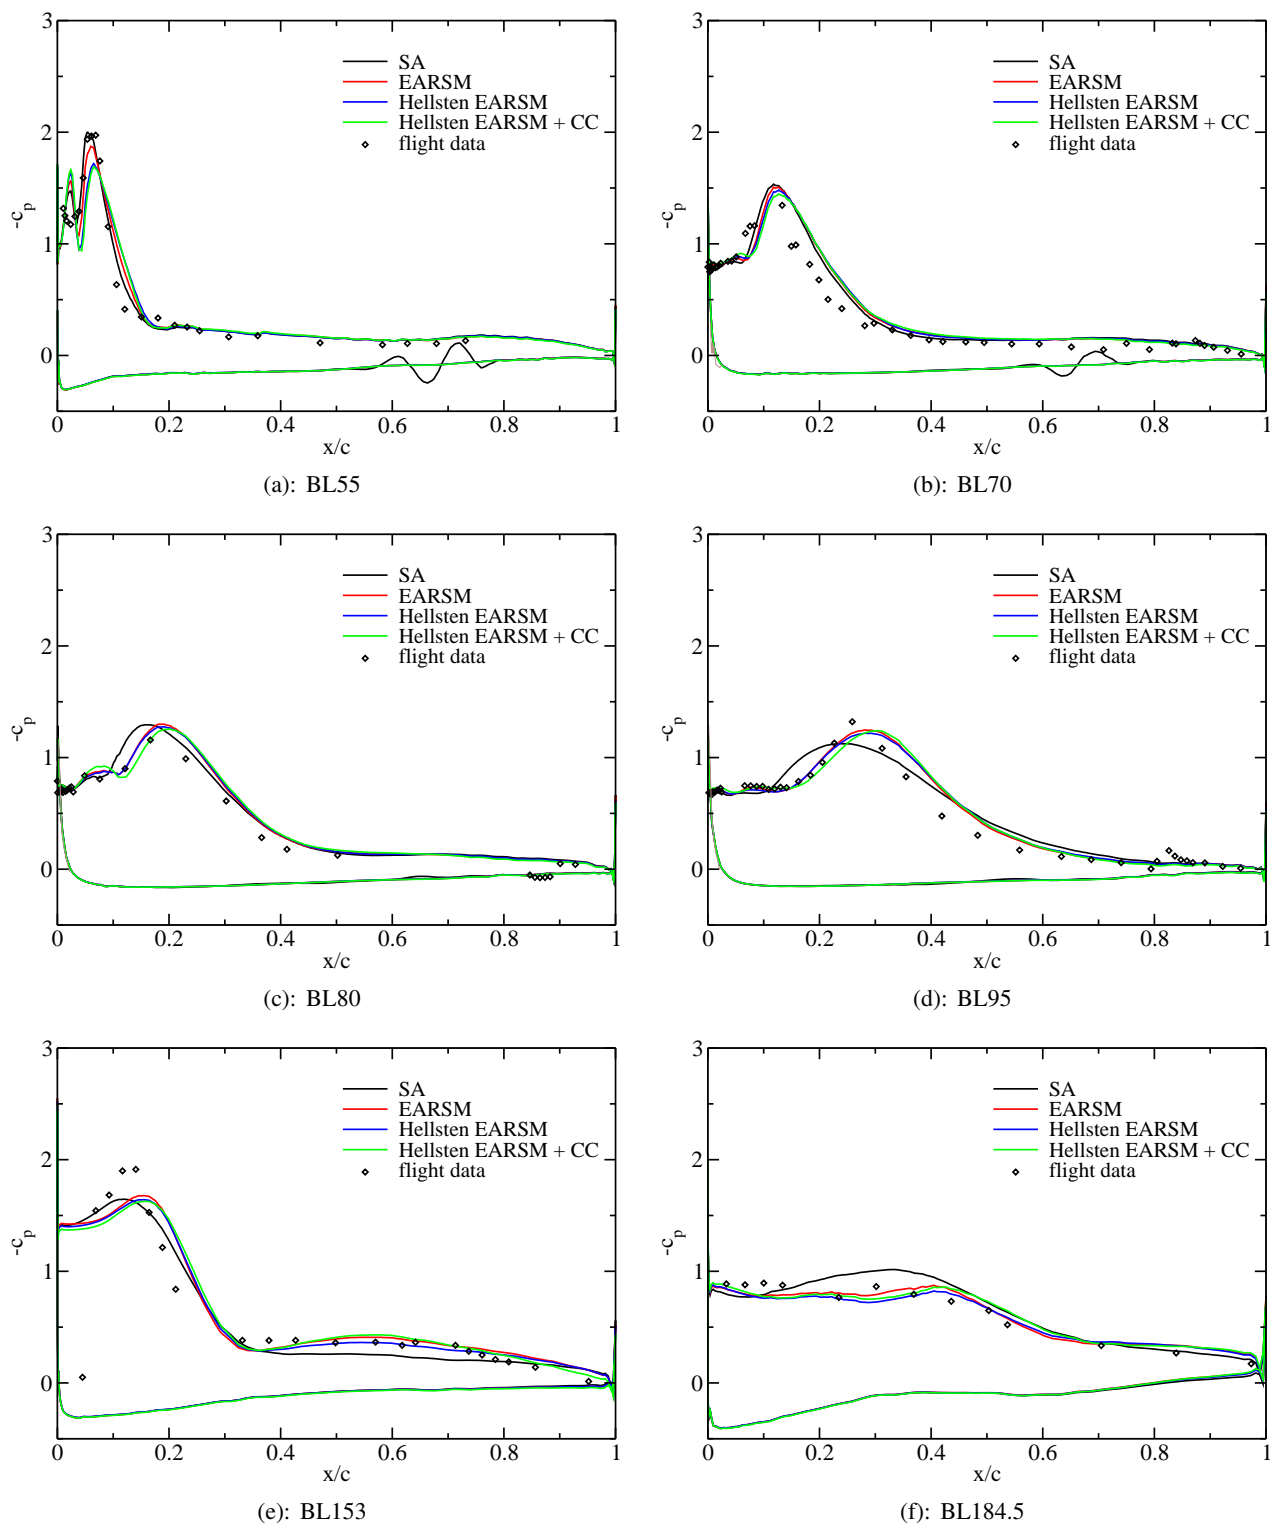 3
2
1
0
-c_p
SA
EARSM
Hellsten EARSM
Hellsten EARSM + CC
flight data
0 0.2 0.4 0.6 0.8 1
x/c
(a): BL55
3
2
1
0
-c_p
SA
EARSM
Hellsten EARSM
Hellsten EARSM + CC
flight data
0 0.2 0.4 0.6 0.8 1
x/c
(b): BL70
3
2
1
0
-c_p
SA
EARSM
Hellsten EARSM
Hellsten EARSM + CC
flight data
0 0.2 0.4 0.6 0.8 1
x/c
(c): BL80
3
2
1
0
-c_p
SA
EARSM
Hellsten EARSM
Hellsten EARSM + CC
flight data
0 0.2 0.4 0.6 0.8 1
x/c
(d): BL95
3
2
1
0
-c_p
SA
EARSM
Hellsten EARSM
Hellsten EARSM + CC
flight data
0 0.2 0.4 0.6 0.8 1
x/c
(e): BL153
3
2
1
0
-c_p
SA
EARSM
Hellsten EARSM
Hellsten EARSM + CC
flight data
0 0.2 0.4 0.6 0.8 1
x/c
(f): BL184.5